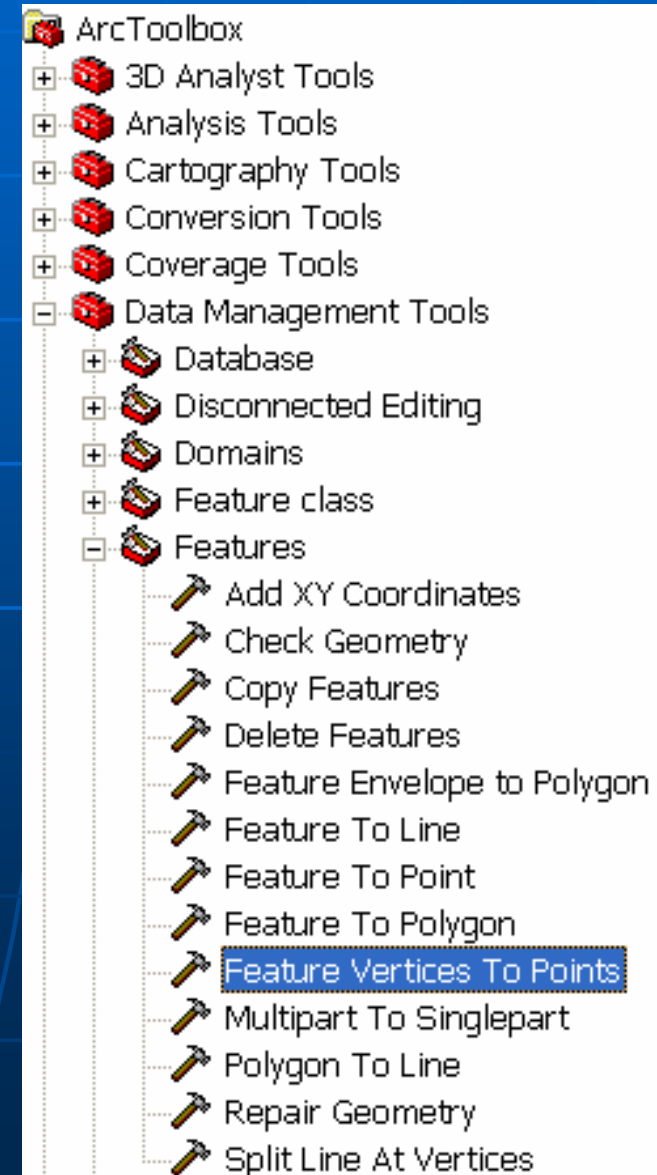 ArcToolbox
3D Analyst Tools
Analysis Tools
Cartography Tools
Conversion Tools
Coverage Tools
Data Management Tools
Database
Disconnected Editing
Domains
Feature class
Features
Add XY Coordinates
Check Geometry
Copy Features
Delete Features
Feature Envelope to Polygon
Feature To Line
Feature To Point
Feature To Polygon
Feature Vertices To Points
Multipart To Singlepart
Polygon To Line
Repair Geometry
Split Line At Vertices